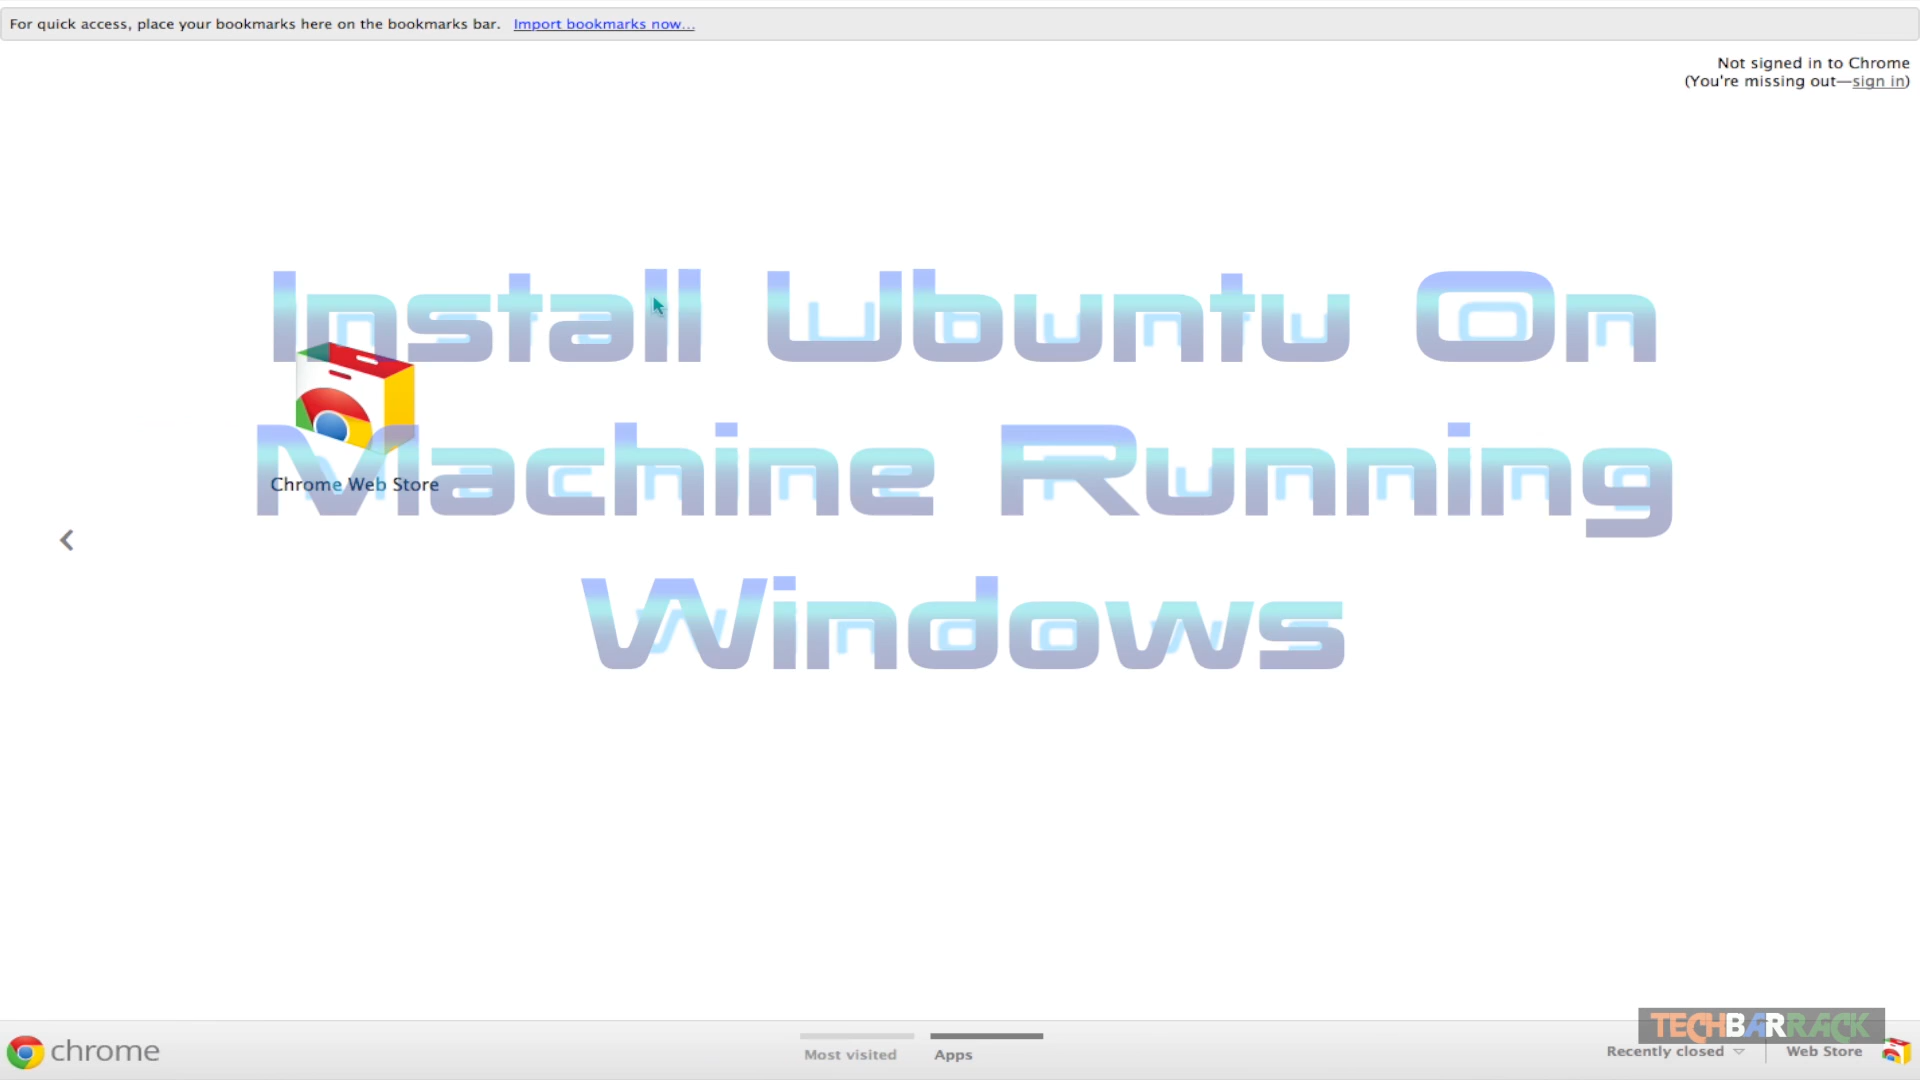 For quick access, place your bookmarks here on the bookmarks bar. Import bookmarks now...
Not signed in to Chrome
(You're missing out—sign in)
Install Ubuntu On
Machine Running
Windows
Chrome Web Store
chrome
Most visited
Apps
TECHBARRACK
Recently closed
Web Store